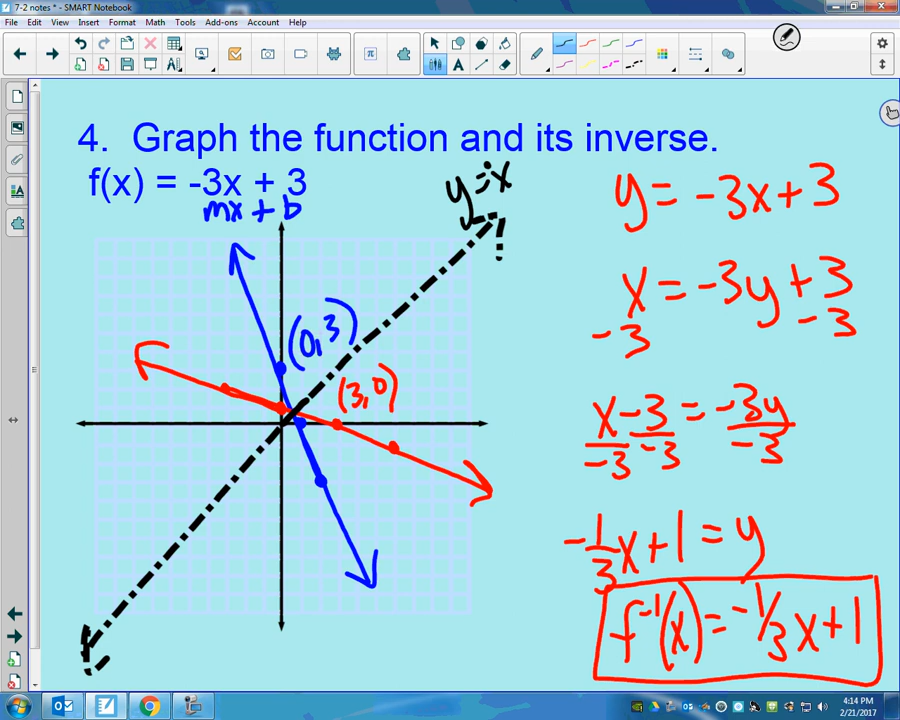 7-2 notes * - SMART Notebook
File Edit View Insert Format Math Tools Add-ons Account Help
4. Graph the function and its inverse.
f(x) = -3x + 3
mx + b
y=x
(0,3)
(3,0)
y = -3x+3
x = -3y+3
-3 -3
x-3 = -3y
-3 -3 -3
-1/3x+1 = y
f⁻¹(x) = -1/3x+1
4:14 PM
2/21/2017